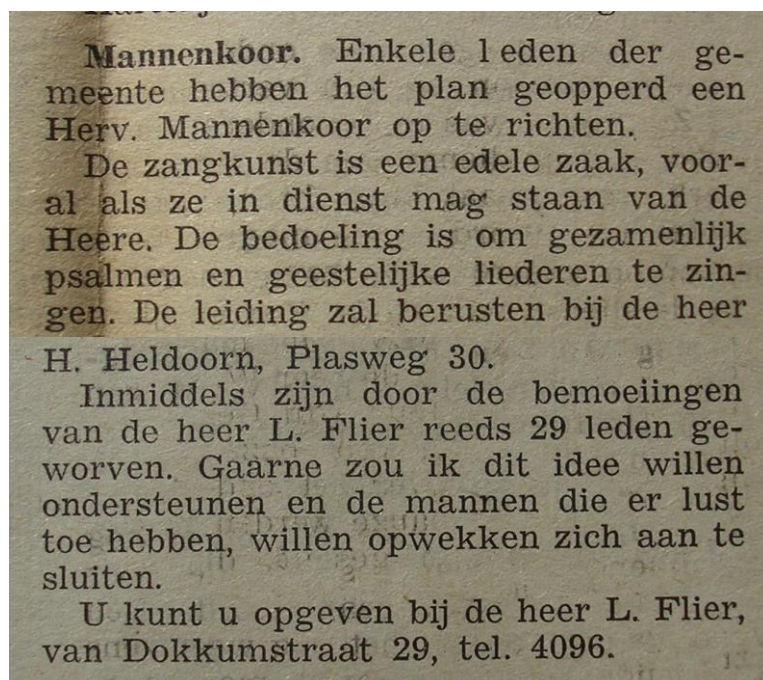 Mannenkoor. Enkele leden der ge-
meente hebben het plan geopperd een
Herv. Mannenkoor op te richten.
De zangkunst is een edele zaak, voor-
al als ze in dienst mag staan van de
Heere. De bedoeling is om gezamenlijk
psalmen en geestelijke liederen te zin-
gen. De leiding zal berusten bij de heer
H. Heldoorn, Plasweg 30.
Inmiddels zijn door de bemoeiingen
van de heer L. Flier reeds 29 leden ge-
worven. Gaarne zou ik dit idee willen
ondersteunen en de mannen die er lust
toe hebben, willen opwekken zich aan te
sluiten.
U kunt u opgeven bij de heer L. Flier,
van Dokkumstraat 29, tel. 4096.